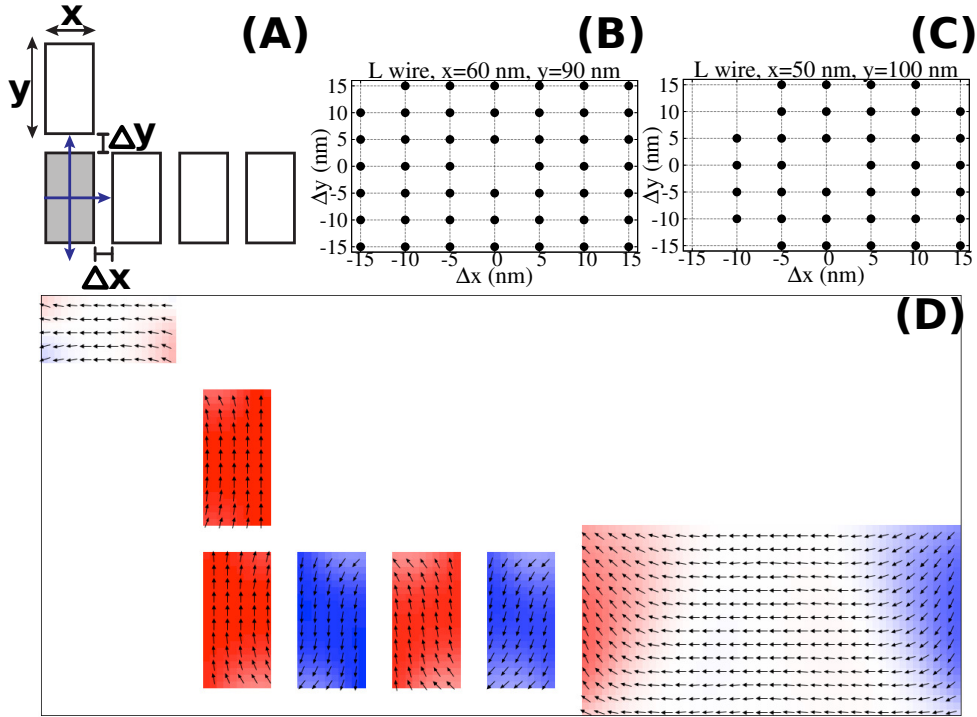 x
(A)
y
Δy
Δx
(B)
L wire, x=60 nm, y=90 nm
15
10
5
0
-5
-10
-15
Δy (nm)
-15 -10 -5 0 5 10 15
Δx (nm)
(C)
L wire, x=50 nm, y=100 nm
15
10
5
0
-5
-10
-15
Δy (nm)
-15 -10 -5 0 5 10 15
Δx (nm)
(D)